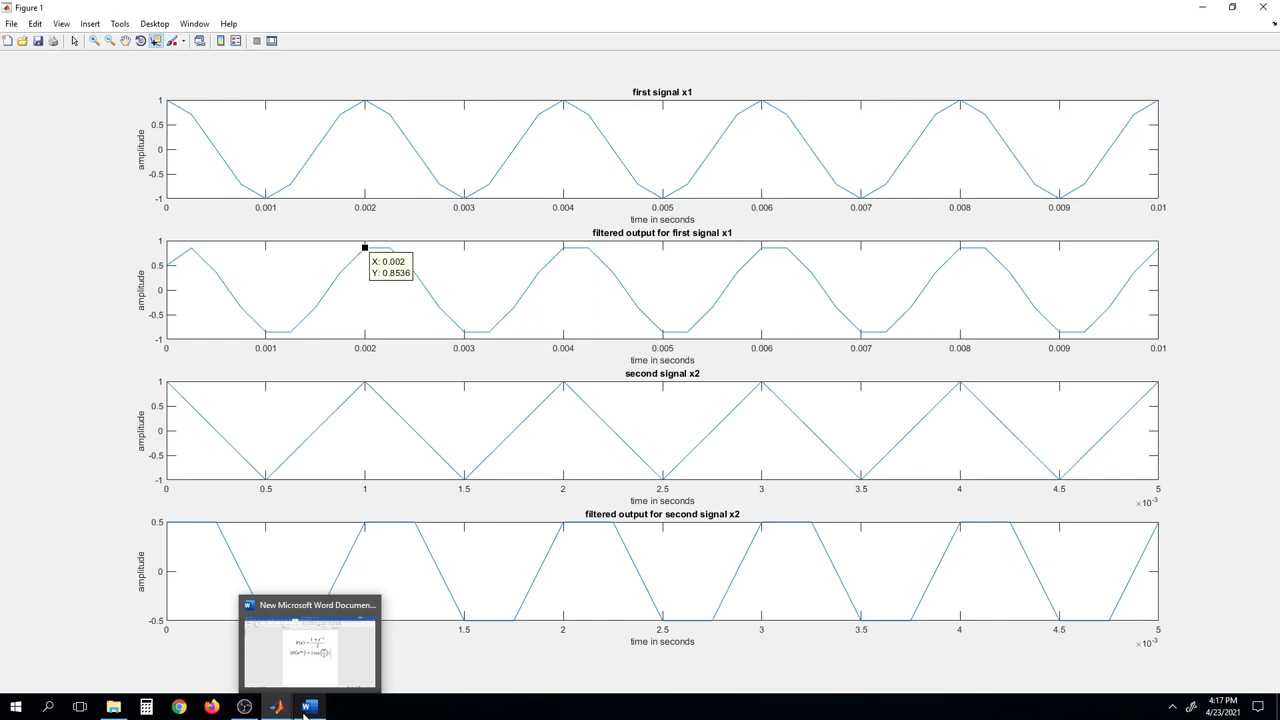 Figure 1
File Edit View Insert Tools Desktop Window Help
first signal x1
1
0.5
0
-0.5
-1
amplitude
0 0.001 0.002 0.003 0.004 0.005 0.006 0.007 0.008 0.009 0.01
time in seconds
filtered output for first signal x1
1
0.5
0
-0.5
-1
amplitude
X: 0.002
Y: 0.8536
0 0.001 0.002 0.003 0.004 0.005 0.006 0.007 0.008 0.009 0.01
time in seconds
second signal x2
1
0.5
0
-0.5
-1
amplitude
0 0.5 1 1.5 2 2.5 3 3.5 4 4.5 5
time in seconds
×10⁻³
filtered output for second signal x2
0.5
0
-0.5
amplitude
0 1.5 2 2.5 3 3.5 4 4.5 5
time in seconds
×10⁻³
New Microsoft Word Documen...
4:17 PM
4/23/2021